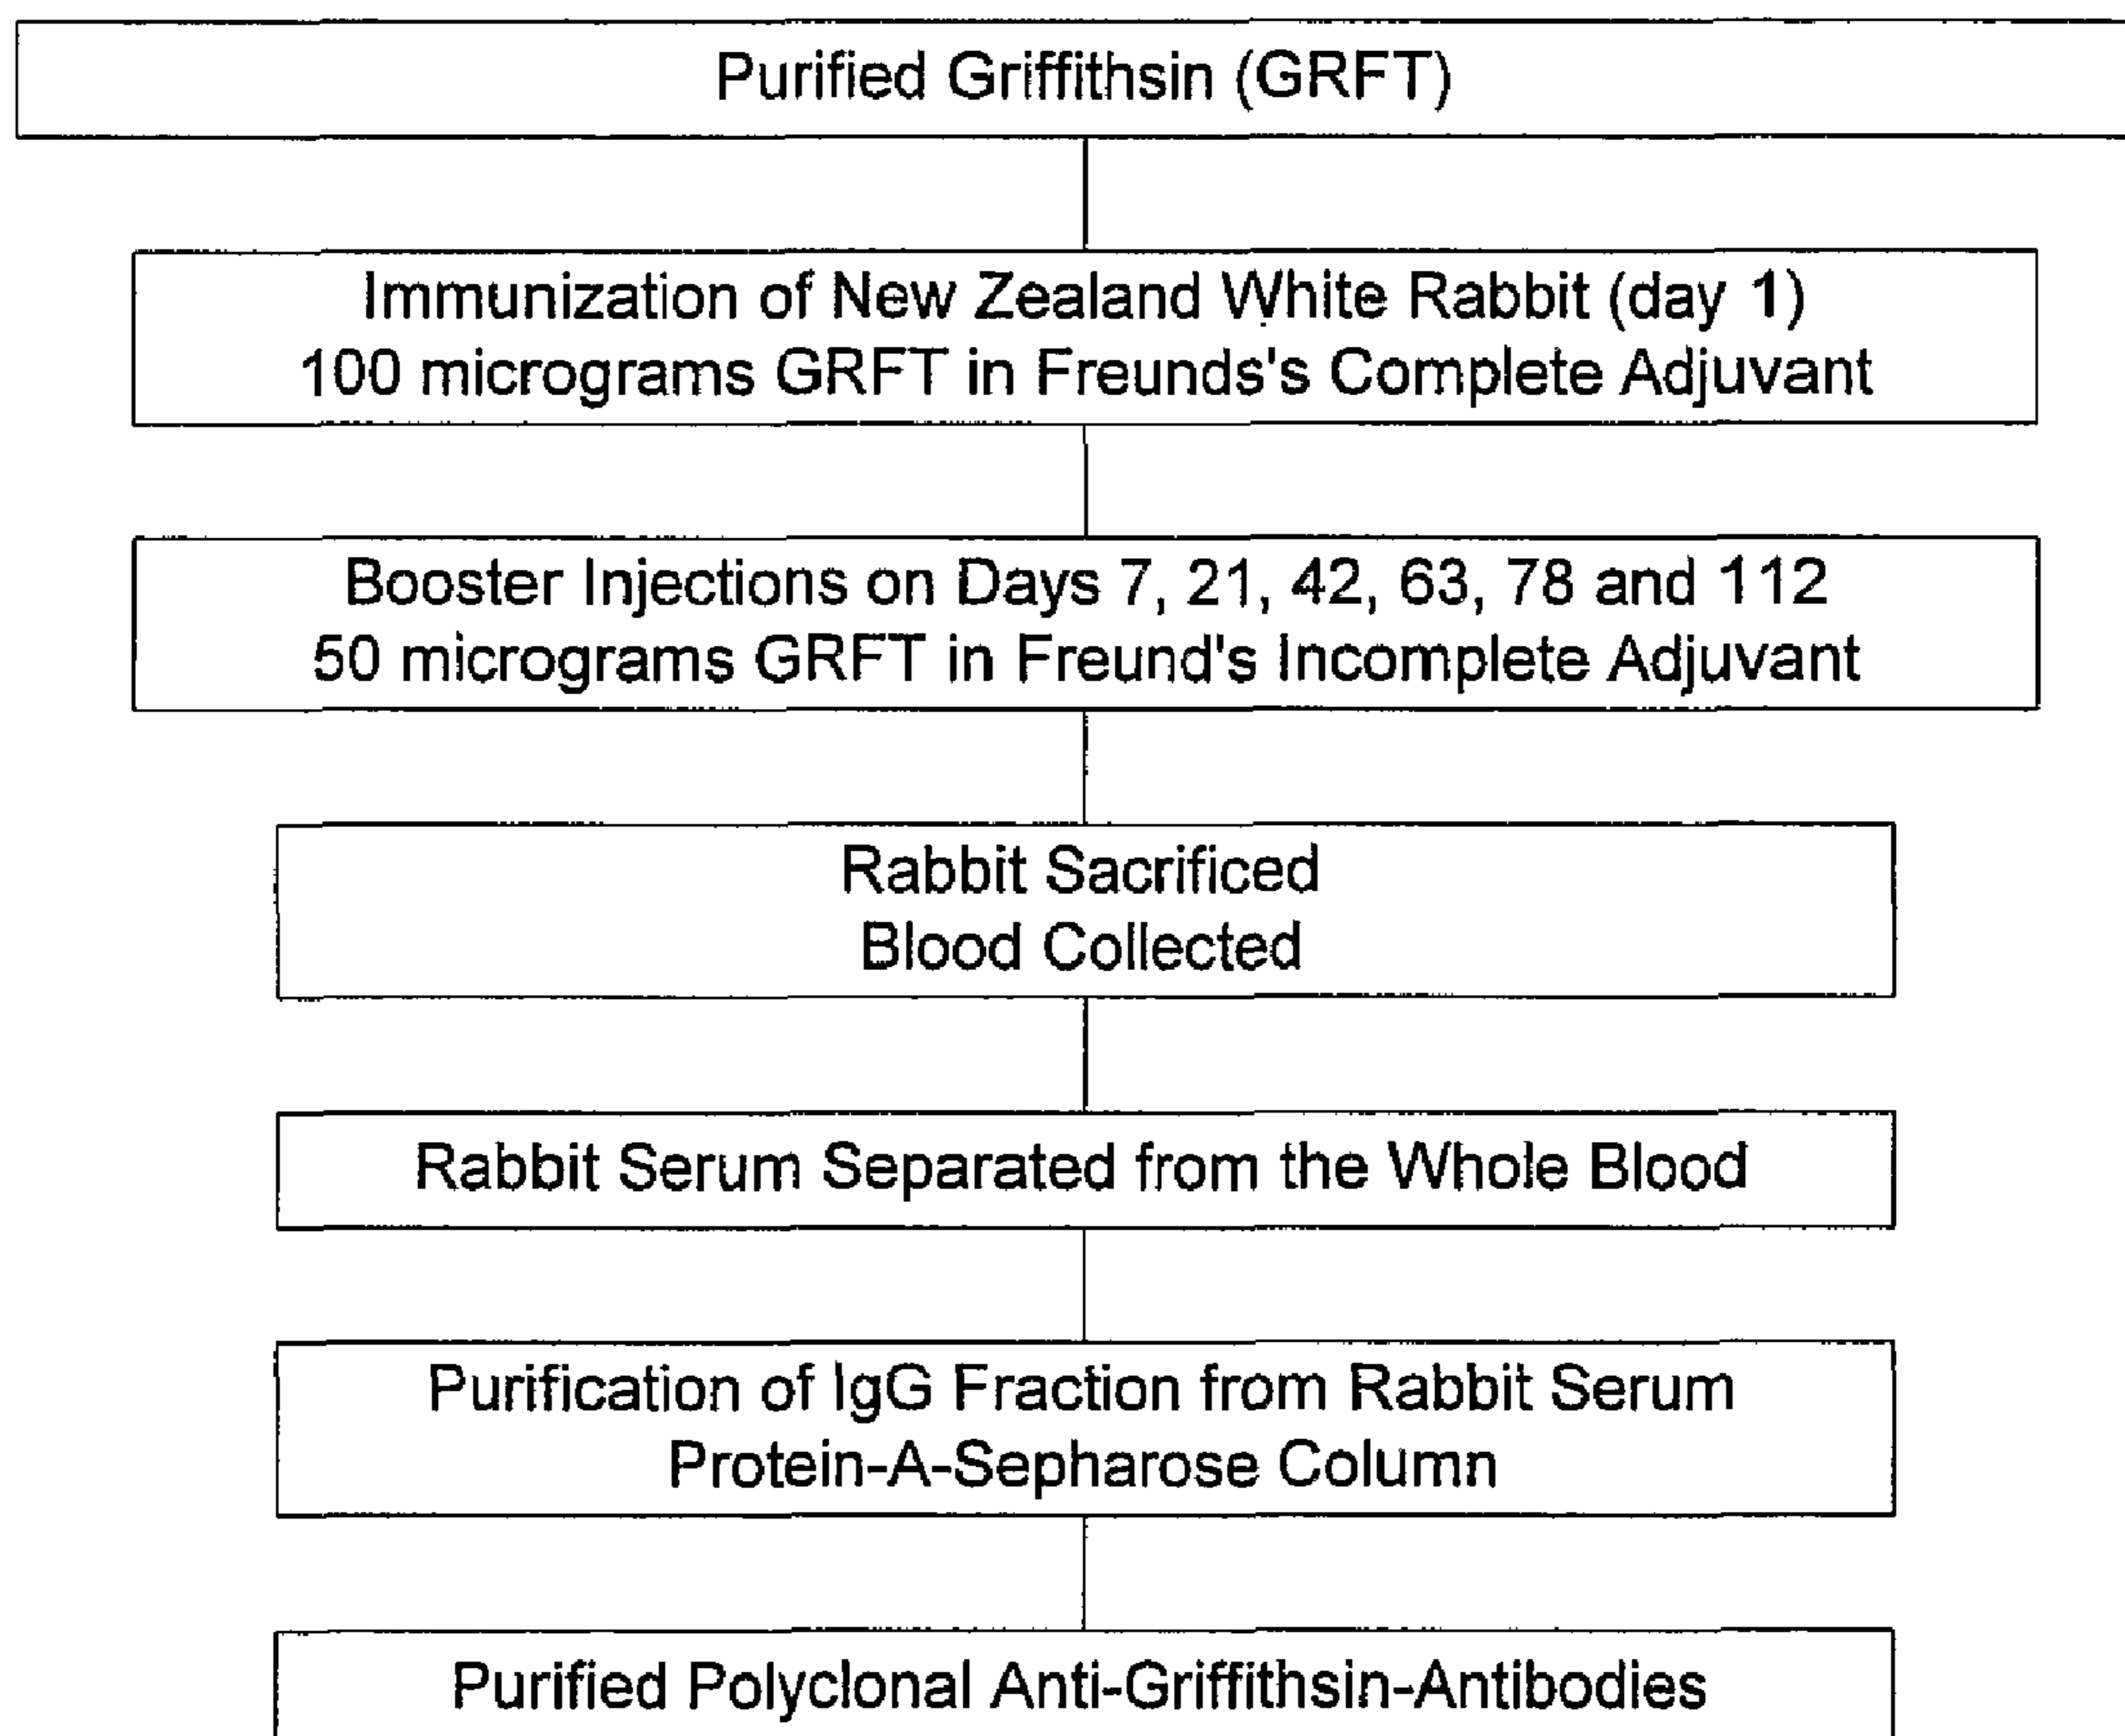 Purified Griffithsin (GRFT)
Immunization of New Zealand White Rabbit (day 1)
100 micrograms GRFT in Freunds's Complete Adjuvant
Booster Injections on Days 7, 21, 42, 63, 78 and 112
50 micrograms GRFT in Freund's Incomplete Adjuvant
Rabbit Sacrificed
Blood Collected
Rabbit Serum Separated from the Whole Blood
Purification of IgG Fraction from Rabbit Serum
Protein-A-Sepharose Column
Purified Polyclonal Anti-Griffithsin-Antibodies